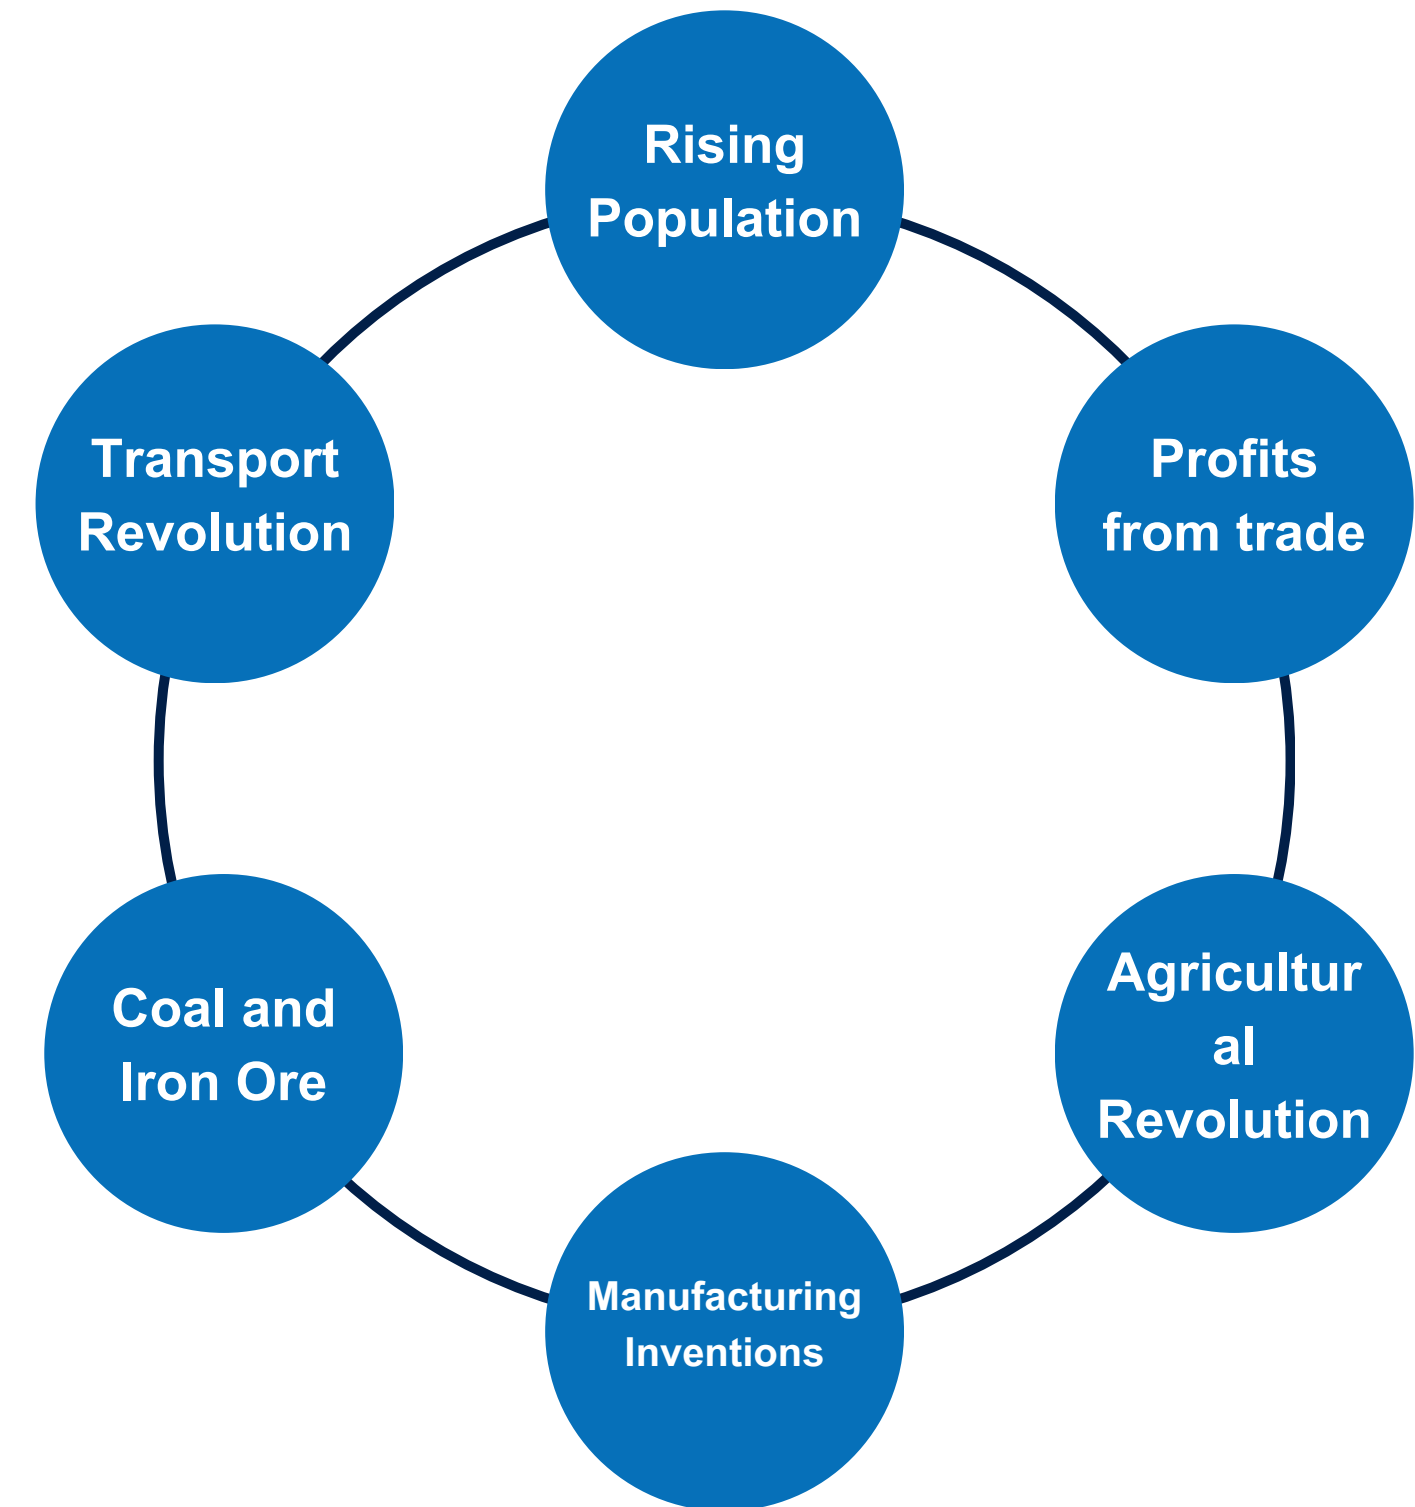 Rising
Population
Profits
from trade
Agricultur
al
Revolution
Manufacturing
Inventions
Coal and
Iron Ore
Transport
Revolution